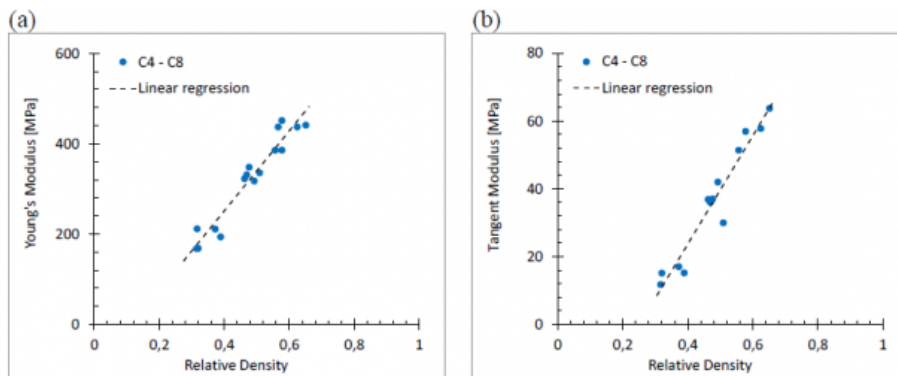 (a)
600
C4 - C8
Linear regression
400
200
0
Young's Modulus [MPa]
0 0,2 0,4 0,6 0,8 1
Relative Density
(b)
80
C4 - C8
Linear regression
60
40
20
0
Tangent Modulus [MPa]
0 0,2 0,4 0,6 0,8 1
Relative Density